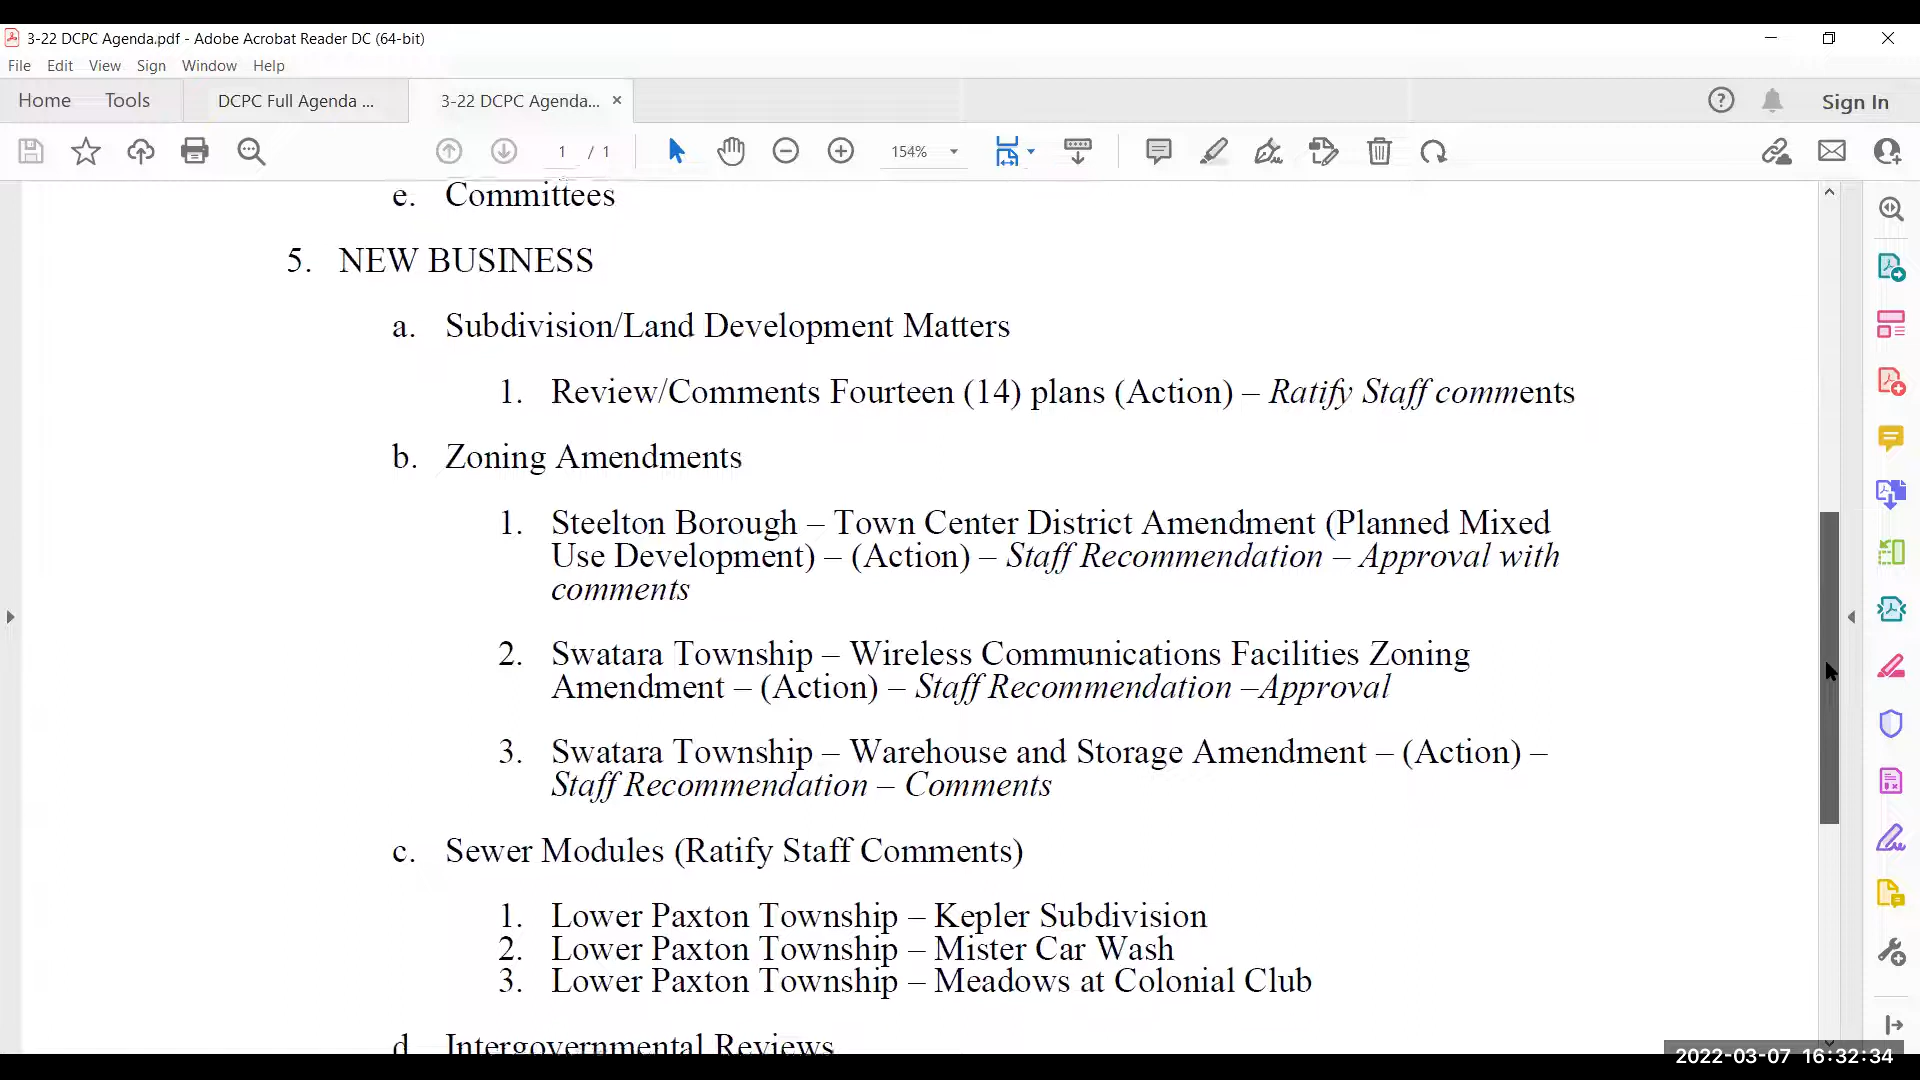 3-22 DCPC Agenda.pdf - Adobe Acrobat Reader DC (64-bit)
File Edit View Sign Window Help
Home Tools DCPC Full Agenda ... 3-22 DCPC Agenda... × Sign In
1 / 1 154%
e. Committees
5. NEW BUSINESS
a. Subdivision/Land Development Matters
1. Review/Comments Fourteen (14) plans (Action) – Ratify Staff comments
b. Zoning Amendments
1. Steelton Borough – Town Center District Amendment (Planned Mixed
Use Development) – (Action) – Staff Recommendation – Approval with
comments
2. Swatara Township – Wireless Communications Facilities Zoning
Amendment – (Action) – Staff Recommendation –Approval
3. Swatara Township – Warehouse and Storage Amendment – (Action) –
Staff Recommendation – Comments
c. Sewer Modules (Ratify Staff Comments)
1. Lower Paxton Township – Kepler Subdivision
2. Lower Paxton Township – Mister Car Wash
3. Lower Paxton Township – Meadows at Colonial Club
d Intergovernmental Reviews
2022-03-07 16:32:34